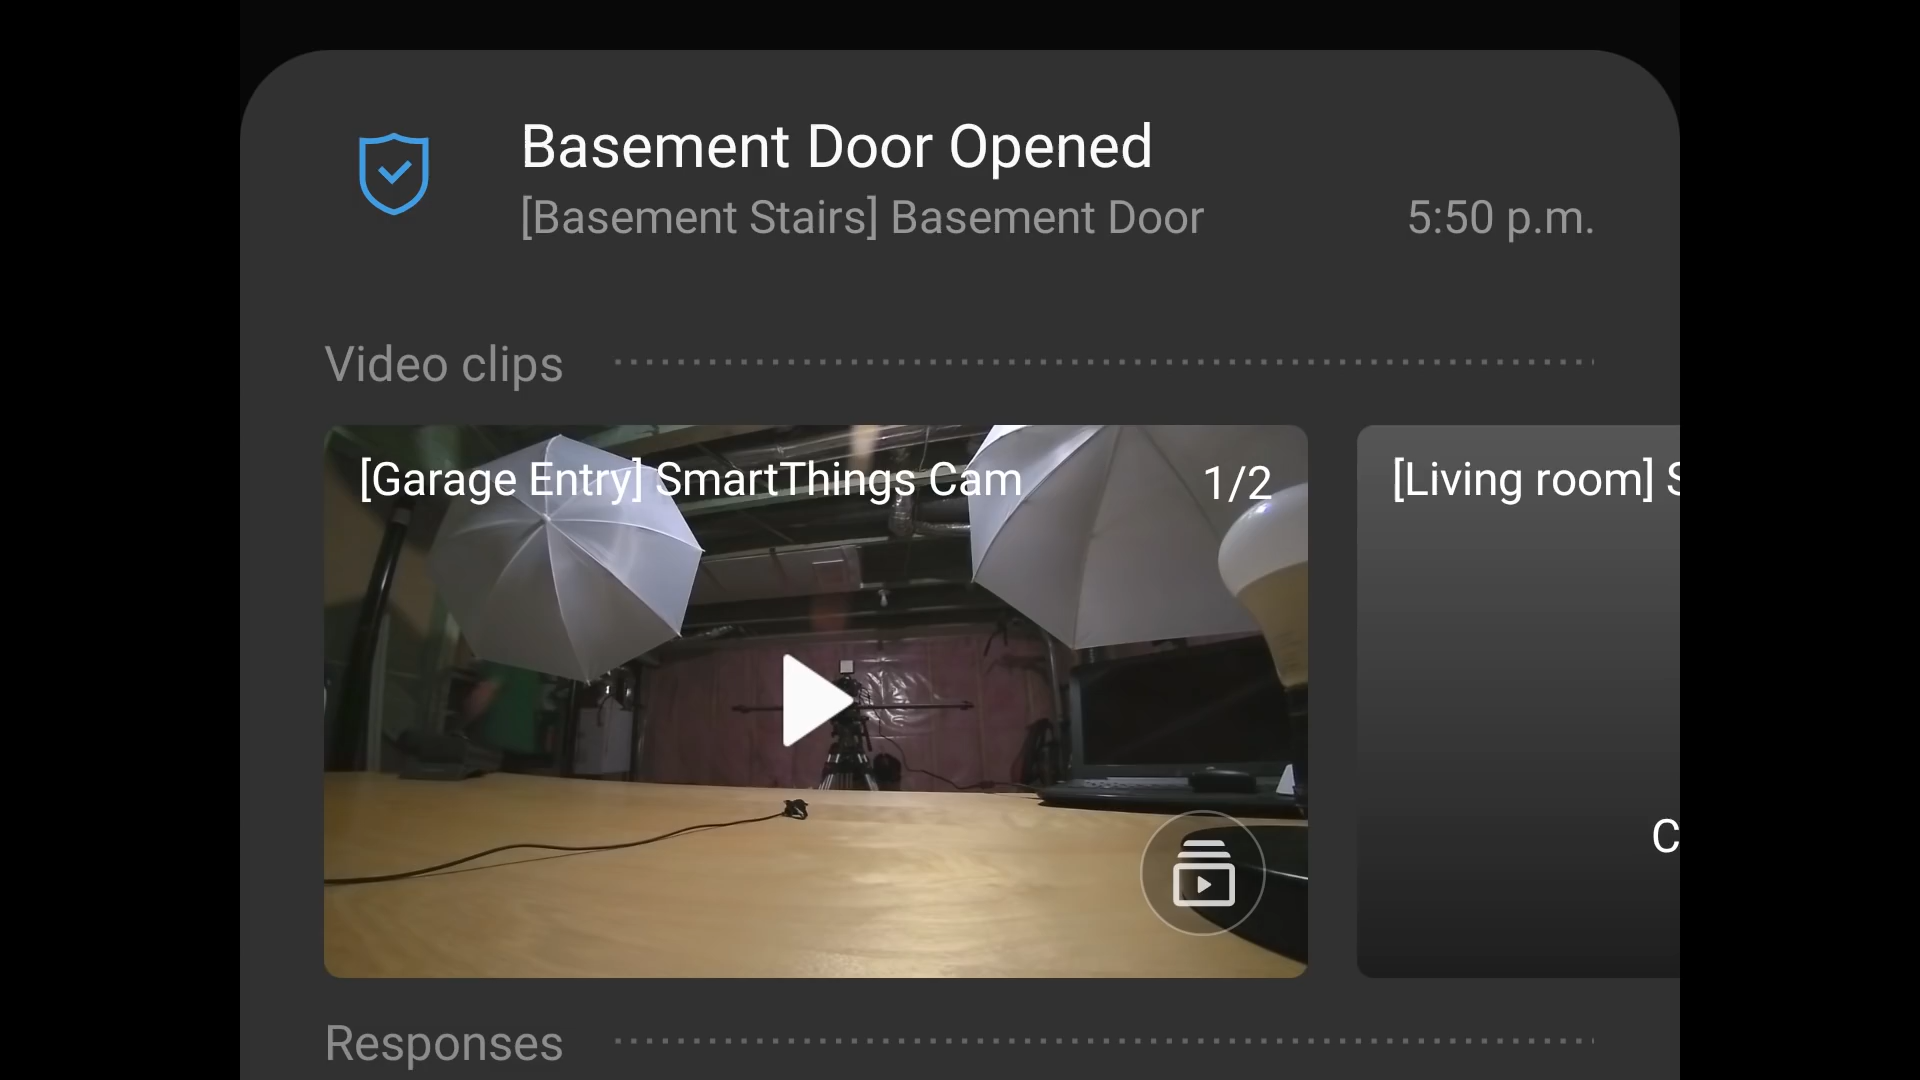 Basement Door Opened
[Basement Stairs] Basement Door
5:50 p.m.
Video clips
[Garage Entry] SmartThings Cam
1/2
[Living room] S
C
Responses